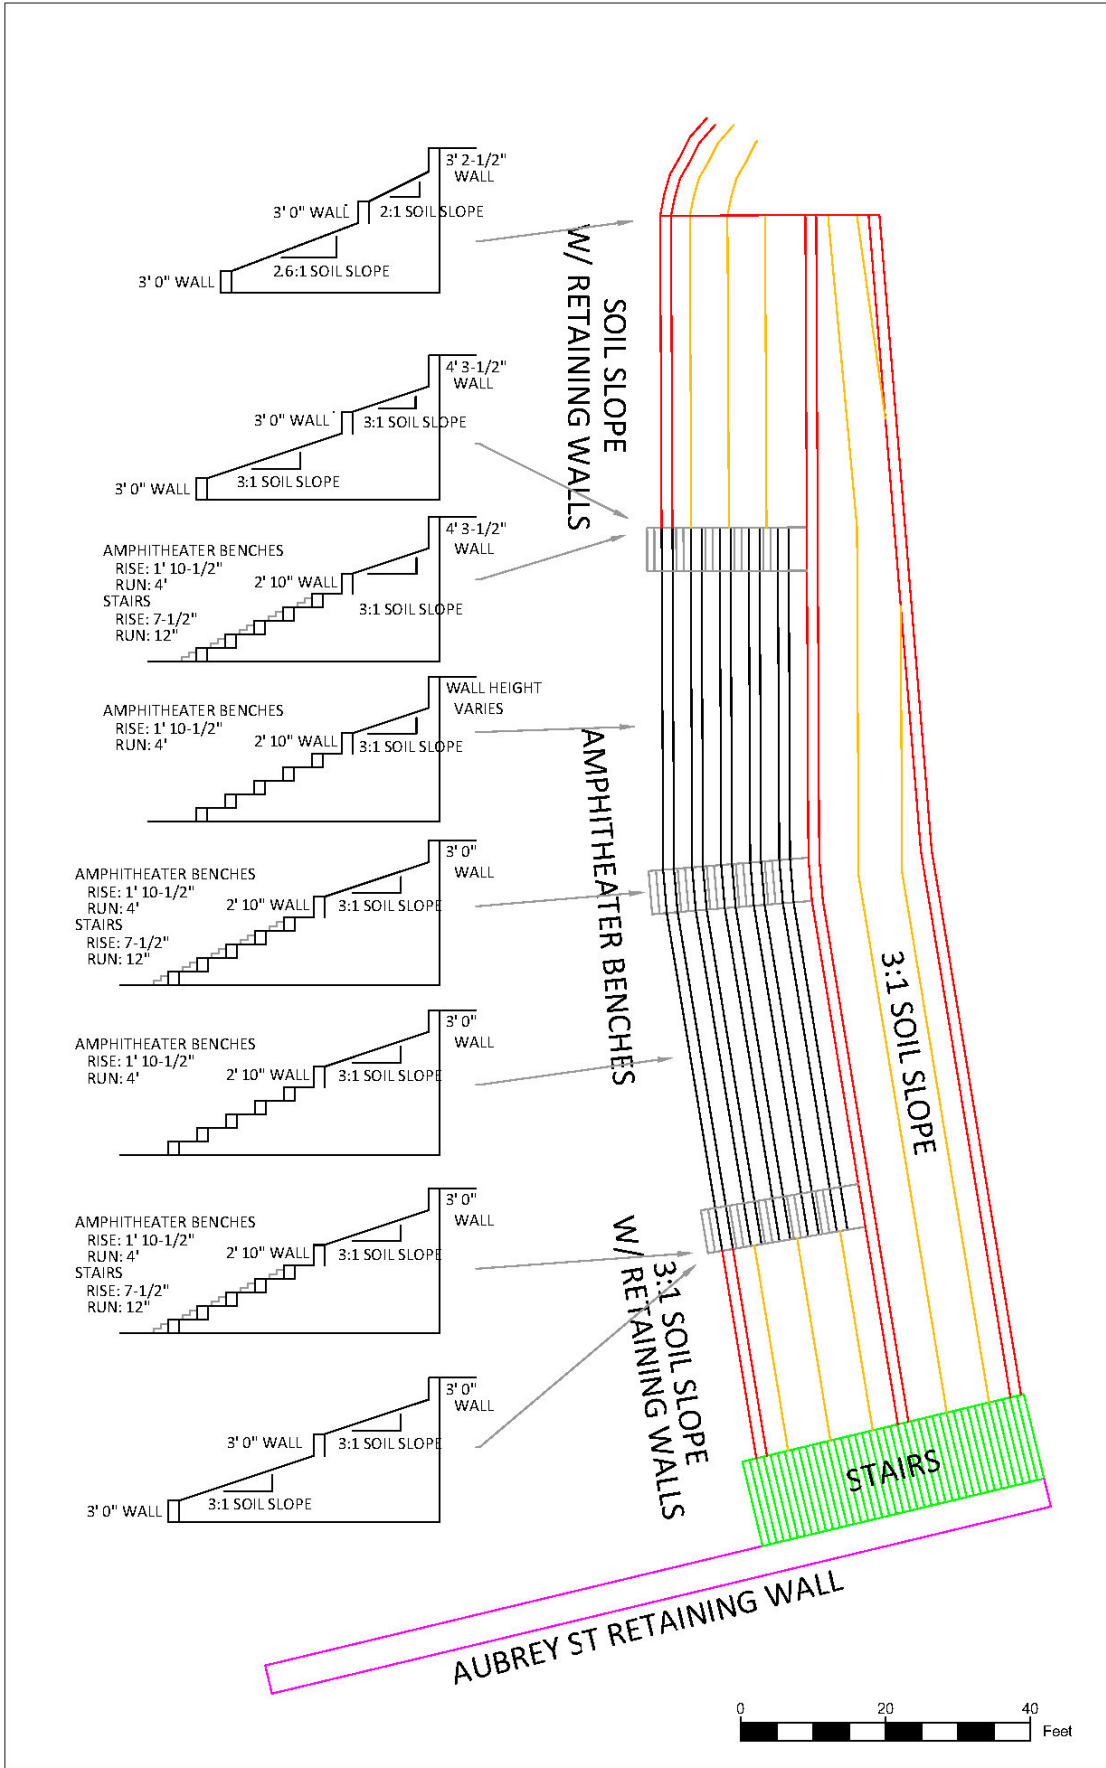 3' 2-1/2"
WALL
3' 0" WALL
2:1 SOIL SLOPE
2.6:1 SOIL SLOPE
3' 0" WALL
4' 3-1/2"
WALL
3' 0" WALL
3:1 SOIL SLOPE
3:1 SOIL SLOPE
3' 0" WALL
AMPHITHEATER BENCHES
RISE: 1' 10-1/2"
RUN: 4'
STAIRS
RISE: 7-1/2"
RUN: 12"
4' 3-1/2"
WALL
2' 10" WALL
3:1 SOIL SLOPE
AMPHITHEATER BENCHES
RISE: 1' 10-1/2"
RUN: 4'
WALL HEIGHT
VARIES
2' 10" WALL
3:1 SOIL SLOPE
AMPHITHEATER BENCHES
RISE: 1' 10-1/2"
RUN: 4'
STAIRS
RISE: 7-1/2"
RUN: 12"
3' 0"
WALL
2' 10" WALL
3:1 SOIL SLOPE
AMPHITHEATER BENCHES
RISE: 1' 10-1/2"
RUN: 4'
3' 0"
WALL
2' 10" WALL
3:1 SOIL SLOPE
AMPHITHEATER BENCHES
RISE: 1' 10-1/2"
RUN: 4'
STAIRS
RISE: 7-1/2"
RUN: 12"
3' 0"
WALL
2' 10" WALL
3:1 SOIL SLOPE
3' 0"
WALL
3' 0" WALL
3:1 SOIL SLOPE
3:1 SOIL SLOPE
3' 0" WALL
SOIL SLOPE
W/ RETAINING WALLS
AMPHITHEATER BENCHES
3:1 SOIL SLOPE
3:1 SOIL SLOPE
W/ RETAINING WALLS
STAIRS
AUBREY ST RETAINING WALL
0 20 40
Feet